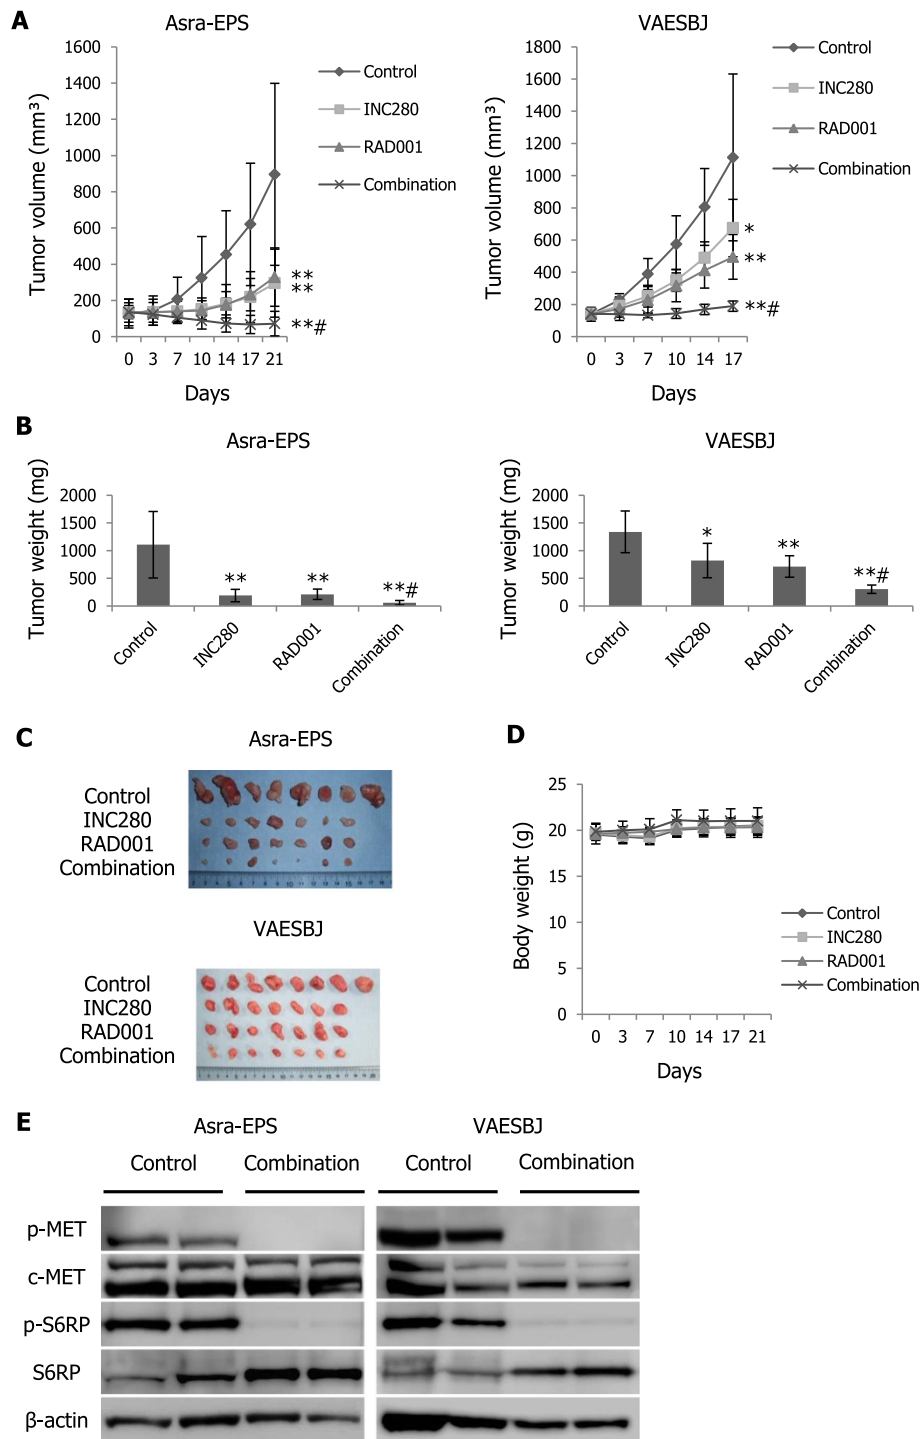 A
Asra-EPS
Tumor volume (mm³)
1600
1400
1200
1000
800
600
400
200
0
0 3 7 10 14 17 21
Days
Control
INC280
RAD001
Combination
**
**
**#
VAESBJ
Tumor volume (mm³)
1800
1600
1400
1200
1000
800
600
400
200
0
0 3 7 10 14 17
Days
Control
INC280
RAD001
Combination
*
**
**#
B
Asra-EPS
Tumor weight (mg)
2000
1500
1000
500
0
** ** **#
Control INC280 RAD001 Combination
VAESBJ
Tumor weight (mg)
2000
1500
1000
500
0
* ** **#
Control INC280 RAD001 Combination
C
Asra-EPS
Control
INC280
RAD001
Combination
VAESBJ
Control
INC280
RAD001
Combination
D
Body weight (g)
25
20
15
10
5
0
0 3 7 10 14 17 21
Days
Control
INC280
RAD001
Combination
E
Asra-EPS VAESBJ
Control Combination Control Combination
p-MET
c-MET
p-S6RP
S6RP
β-actin